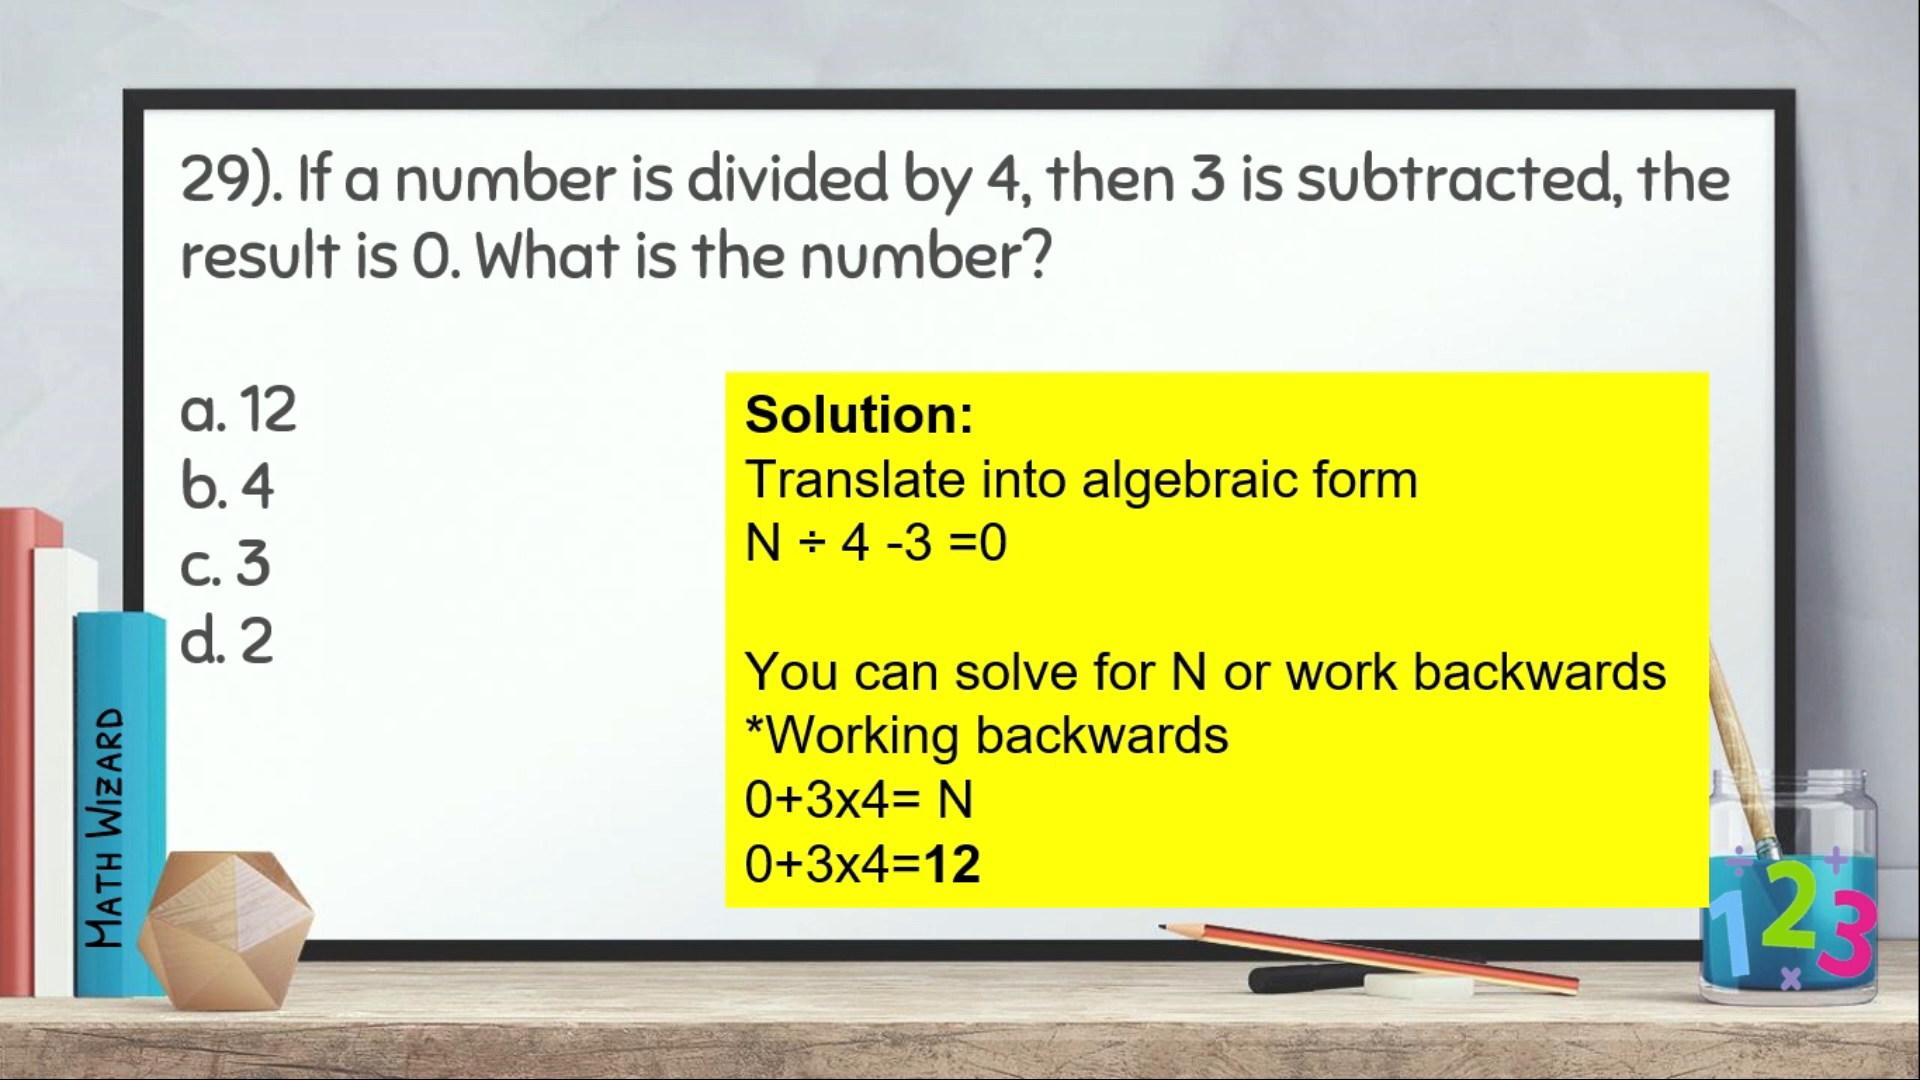 29). If a number is divided by 4, then 3 is subtracted, the
result is 0. What is the number?
a. 12
b. 4
c. 3
d. 2
Solution:
Translate into algebraic form
N ÷ 4 -3 =0
You can solve for N or work backwards
*Working backwards
0+3x4= N
0+3x4=12
MATH WIZARD
÷ +
123
x